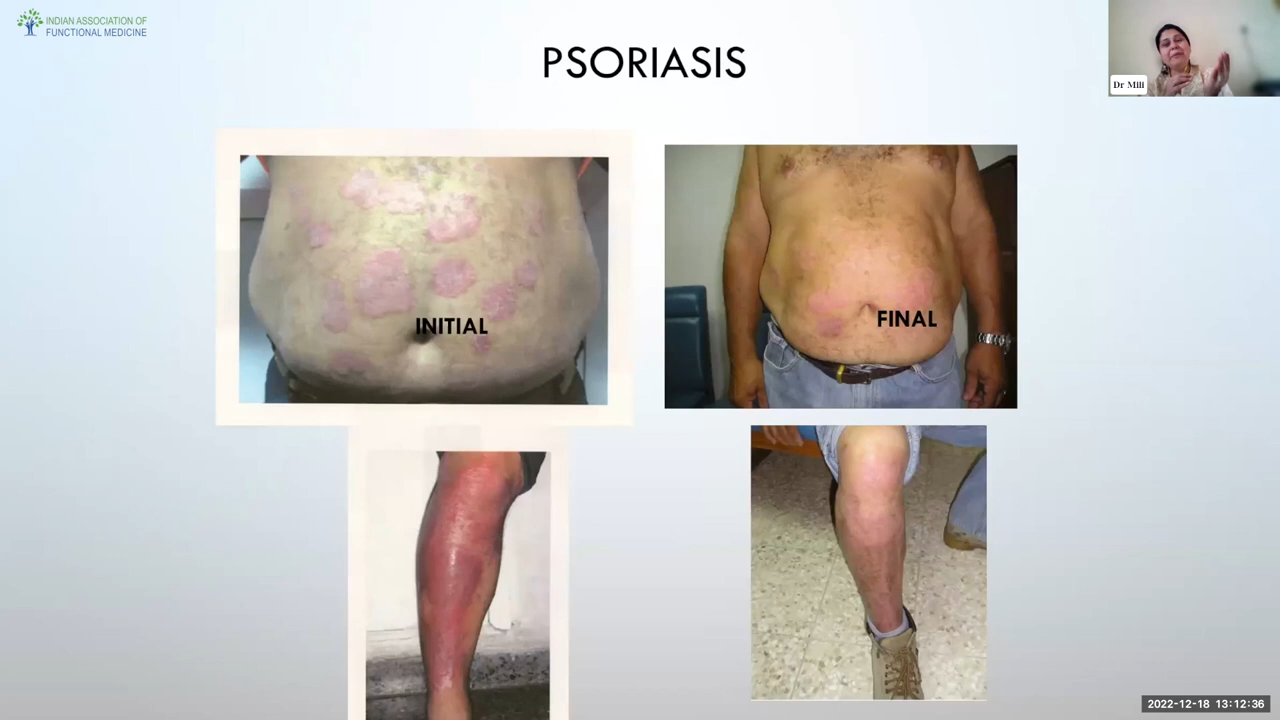 INDIAN ASSOCIATION OF
FUNCTIONAL MEDICINE
PSORIASIS
Dr Mili
INITIAL
FINAL
2022-12-18 13:12:36